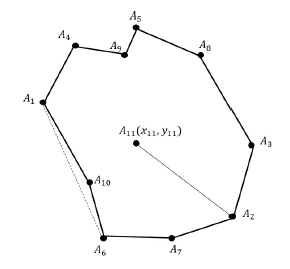 A₅
A₄
A₉
A₈
A₁
A₁₁(x₁₁, y₁₁)
A₃
A₁₀
A₂
A₆
A₇